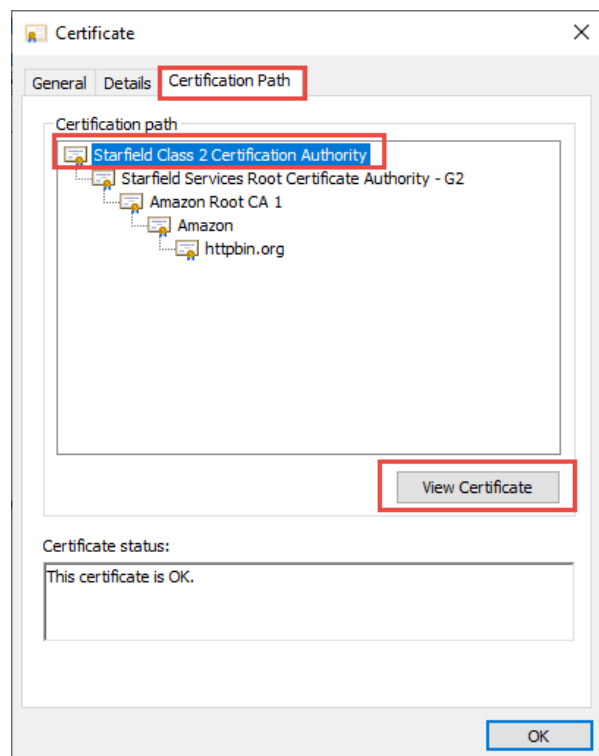 Certificate
General Details Certification Path
Certification path
Starfield Class 2 Certification Authority
Starfield Services Root Certificate Authority - G2
Amazon Root CA 1
Amazon
httpbin.org
View Certificate
Certificate status:
This certificate is OK.
OK